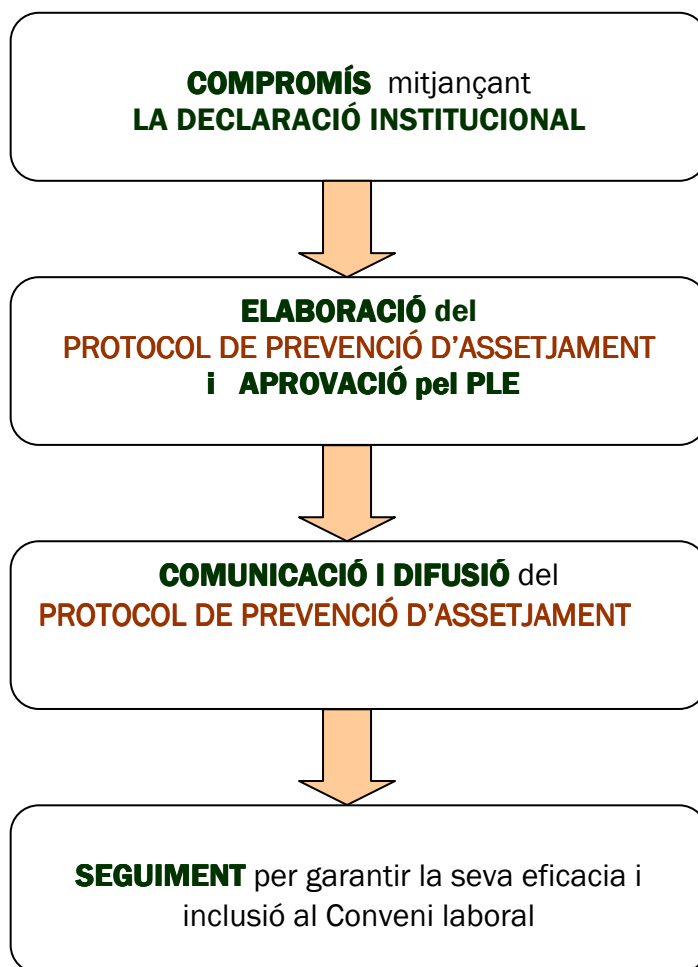 COMPROMÍS mitjançant
LA DECLARACIÓ INSTITUCIONAL
ELABORACIÓ del
PROTOCOL DE PREVENCIÓ D'ASSETJAMENT
i APROVACIÓ pel PLE
COMUNICACIÓ I DIFUSIÓ del
PROTOCOL DE PREVENCIÓ D'ASSETJAMENT
SEGUIMENT per garantir la seva eficacia i
inclusió al Conveni laboral